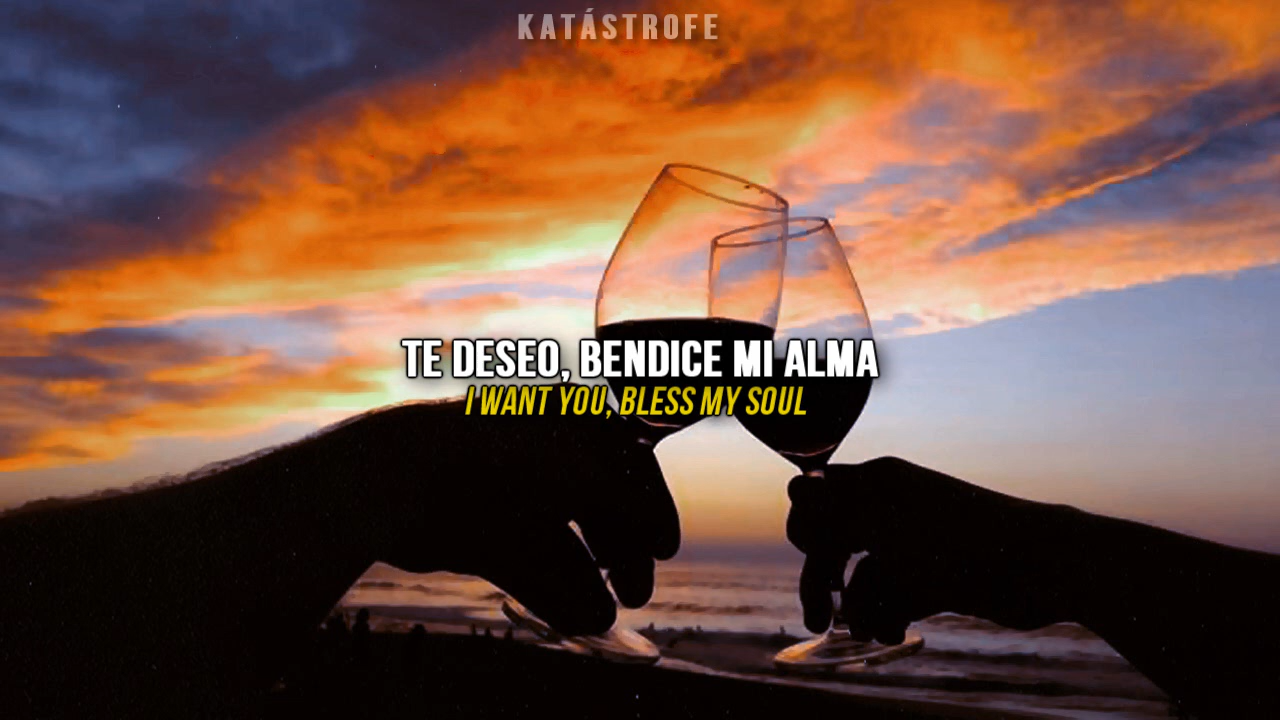 KATÁSTROFE
TE DESEO, BENDICE MI ALMA
I WANT YOU, BLESS MY SOUL